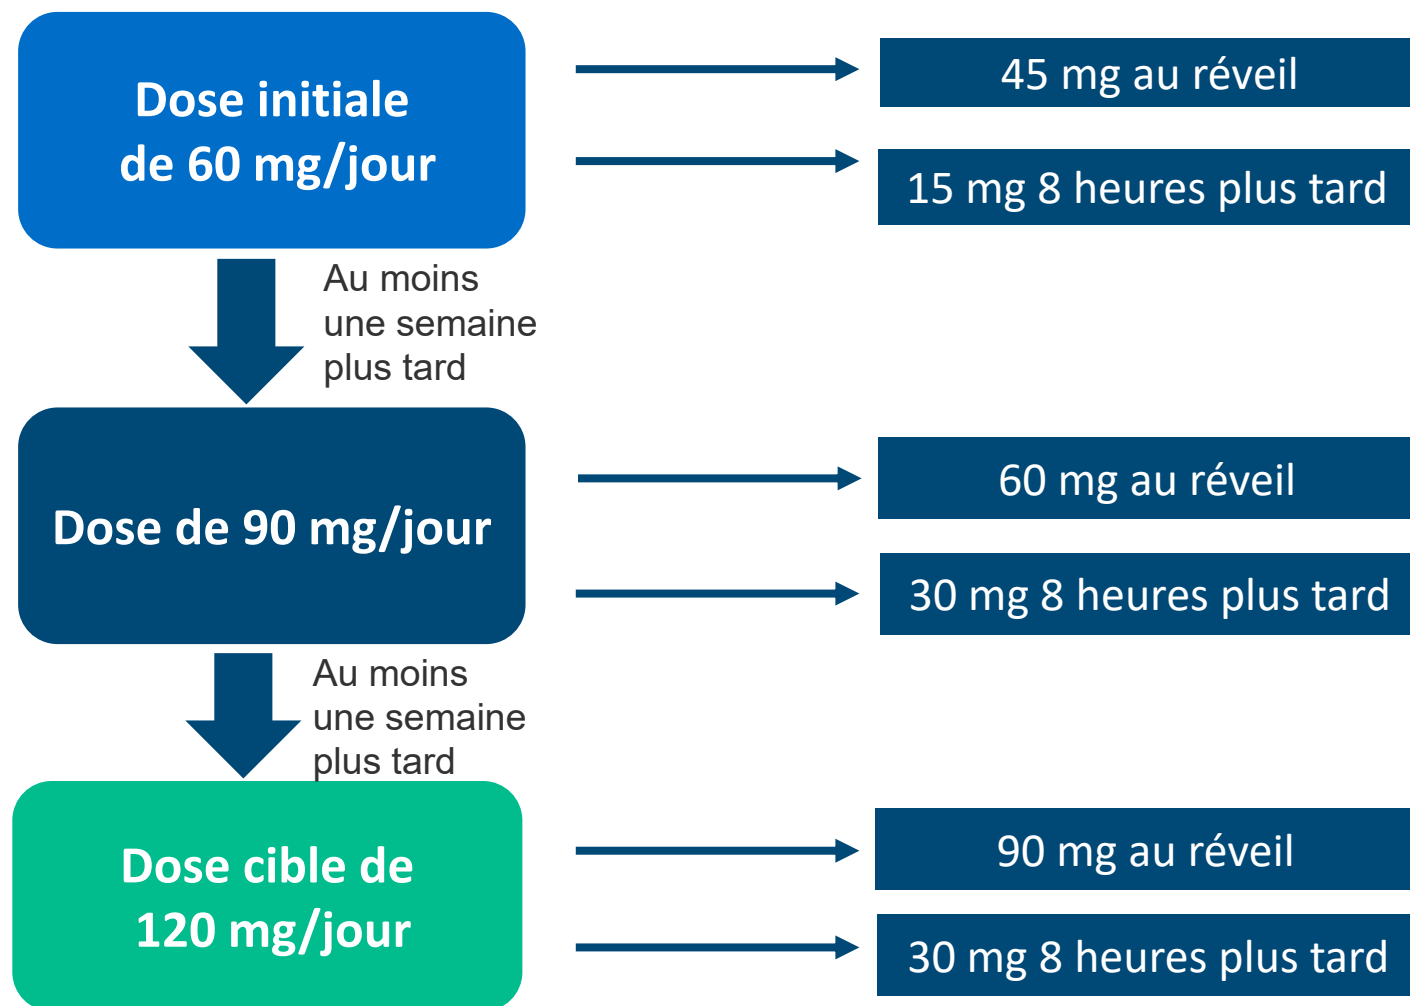 Dose initiale
de 60 mg/jour
45 mg au réveil
15 mg 8 heures plus tard
Au moins
une semaine
plus tard
Dose de 90 mg/jour
60 mg au réveil
30 mg 8 heures plus tard
Au moins
une semaine
plus tard
Dose cible de
120 mg/jour
90 mg au réveil
30 mg 8 heures plus tard